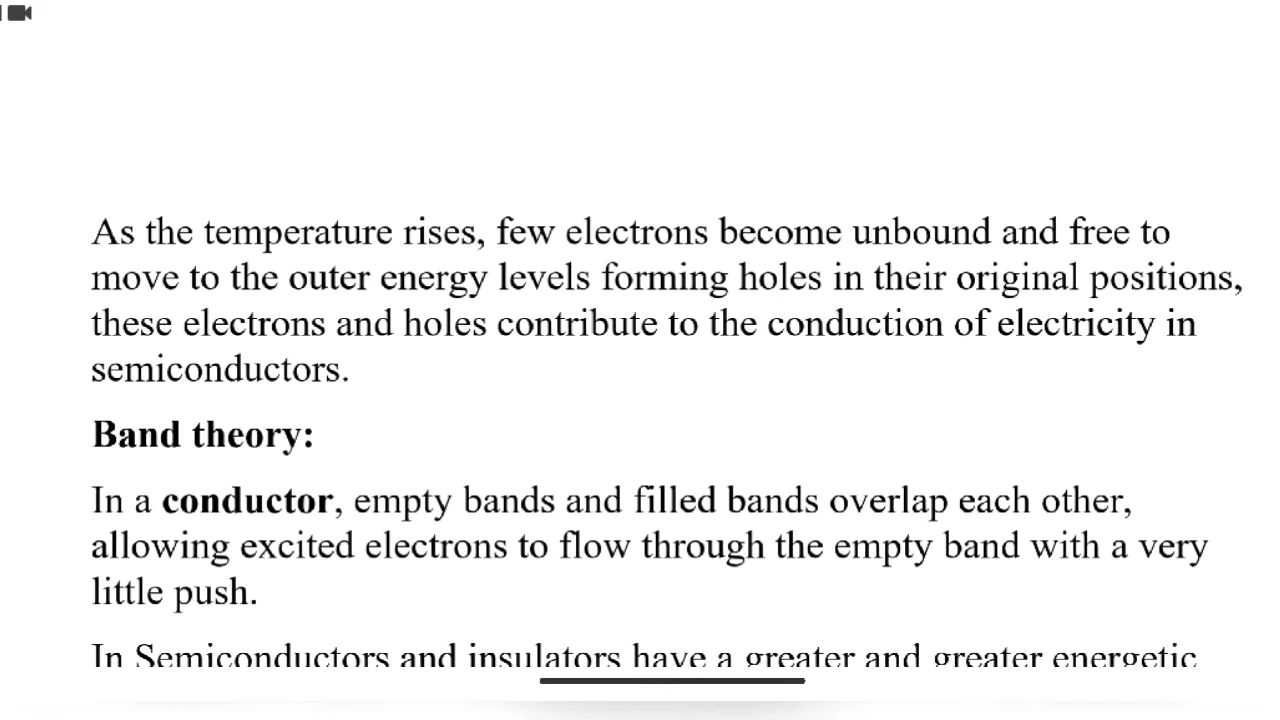 As the temperature rises, few electrons become unbound and free to
move to the outer energy levels forming holes in their original positions,
these electrons and holes contribute to the conduction of electricity in
semiconductors.
Band theory:
In a conductor, empty bands and filled bands overlap each other,
allowing excited electrons to flow through the empty band with a very
little push.
In Semiconductors and insulators have a greater and greater energetic